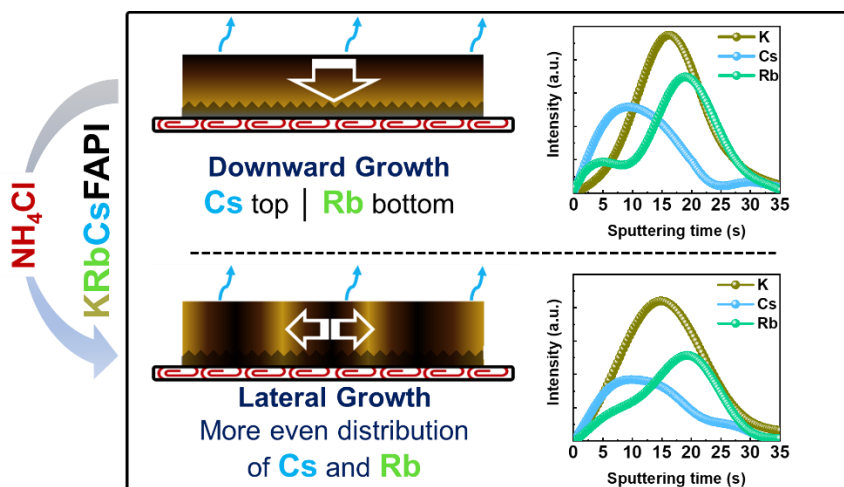 NH₄Cl
KRbCsFAPI
Downward Growth
Cs top | Rb bottom
Intensity (a.u.)
K
Cs
Rb
0 5 10 15 20 25 30 35
Sputtering time (s)
Lateral Growth
More even distribution
of Cs and Rb
Intensity (a.u.)
K
Cs
Rb
0 5 10 15 20 25 30 35
Sputtering time (s)